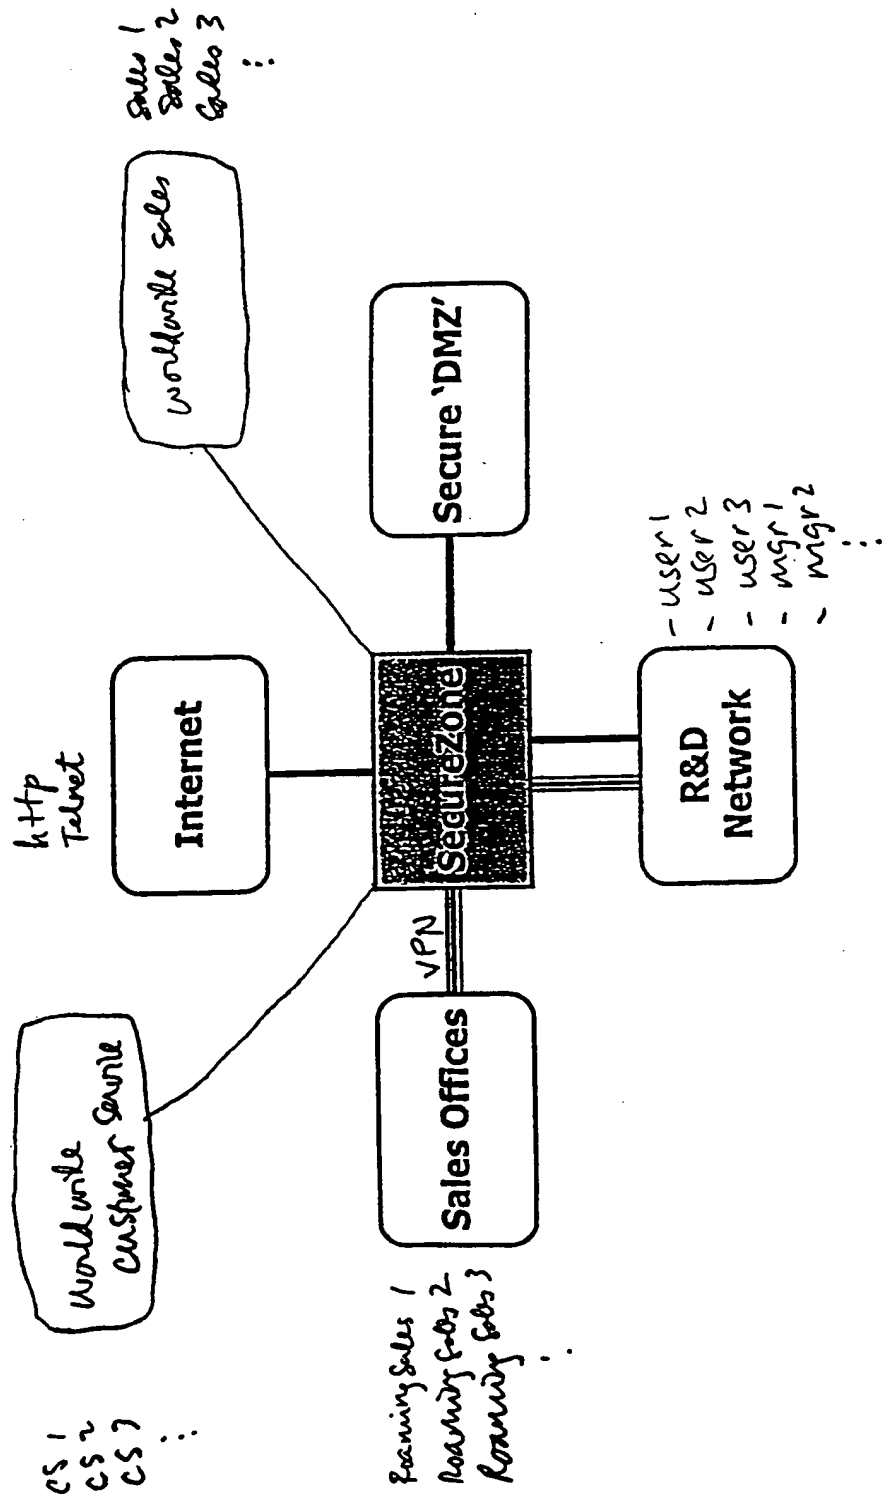 CS 1
CS 2
CS 3
⋮
worldwide
customer service
http
Telnet
Internet
worldwide sales
Sales 1
Sales 2
Sales 3
⋮
Roaming Sales 1
Roaming Sales 2
Roaming Sales 3
⋮
Sales Offices
VPN
SecureZone
Secure 'DMZ'
R&D
Network
- user 1
- user 2
- user 3
- mgr 1
- mgr 2
⋮